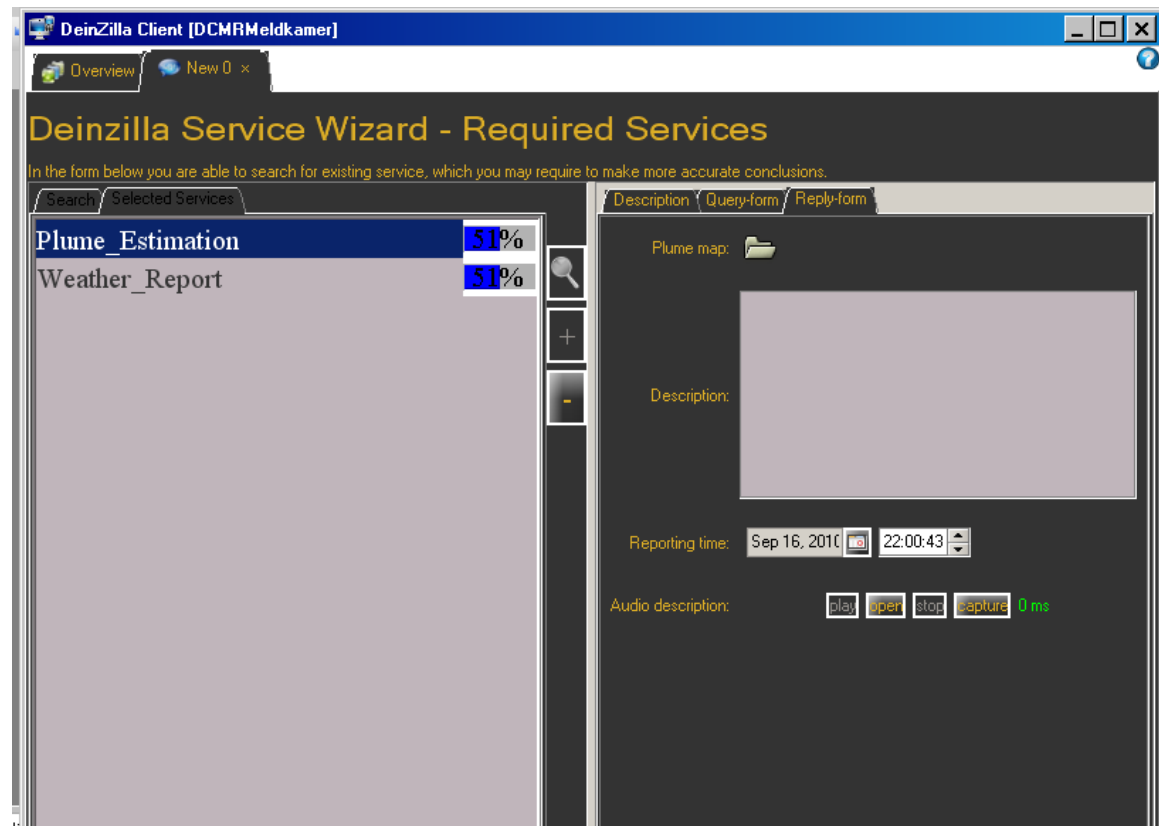 DeinZilla Client [DCMRMeldkamer]
Overview New 0 ×
Deinzilla Service Wizard - Required Services
In the form below you are able to search for existing service, which you may require to make more accurate conclusions.
Search Selected Services
Description Query-form Reply-form
Plume_Estimation 51%
Weather_Report 51%
+
-
Plume map:
Description:
Reporting time: Sep 16, 2010 22:00:43
Audio description: play open stop capture 0 ms